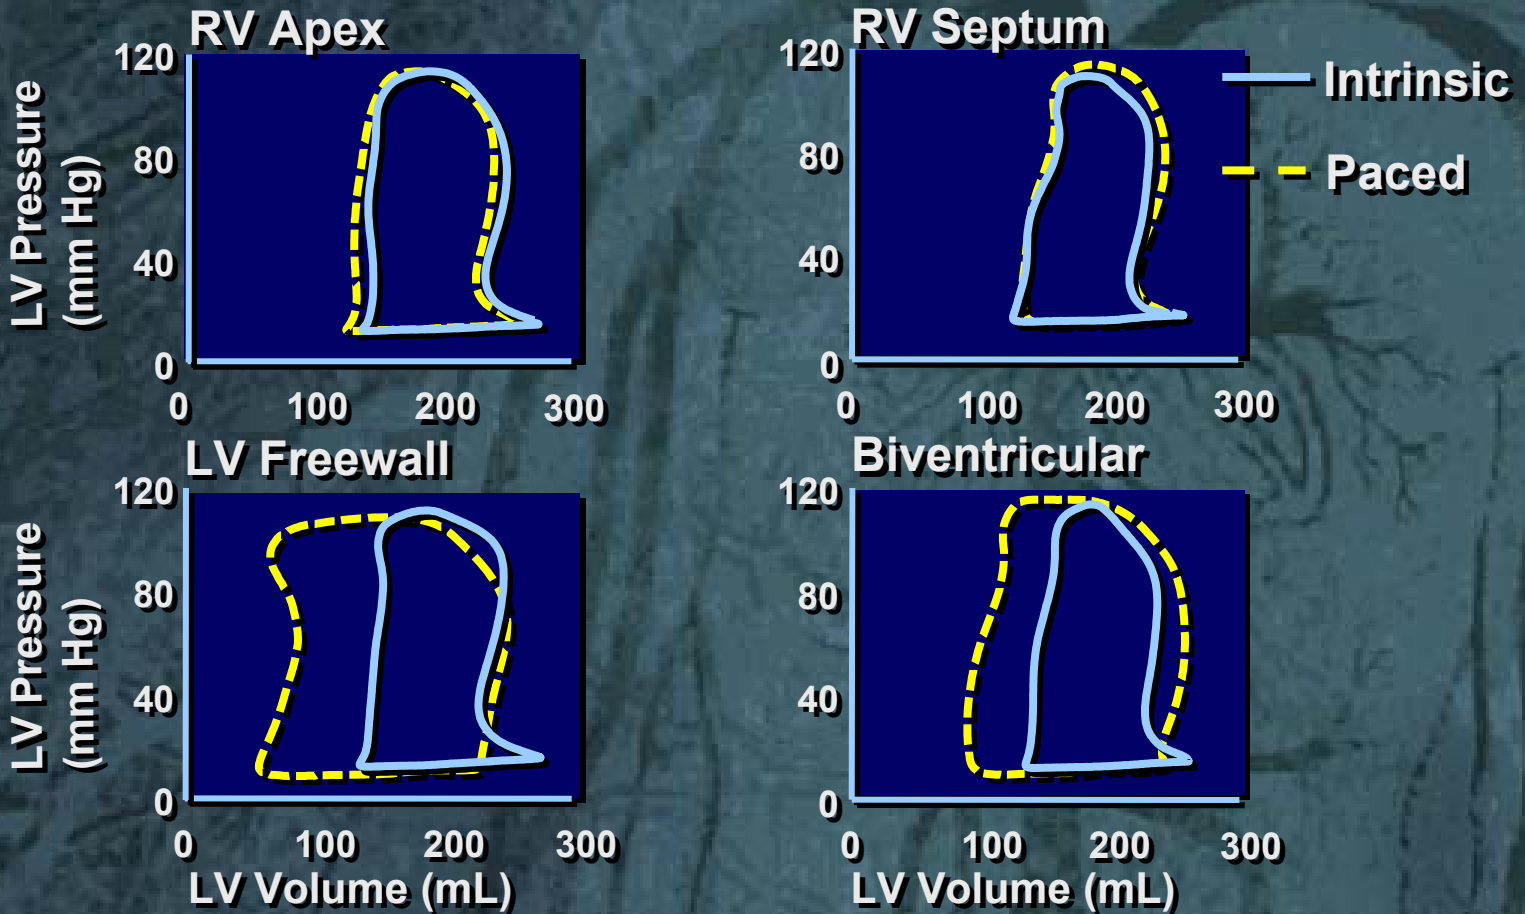 RV Apex
120
80
40
0
0 100 200 300
LV Pressure
(mm Hg)
RV Septum
120
80
40
0
0 100 200 300
Intrinsic
Paced
LV Freewall
120
80
40
0
0 100 200 300
LV Pressure
(mm Hg)
LV Volume (mL)
Biventricular
120
80
40
0
0 100 200 300
LV Volume (mL)